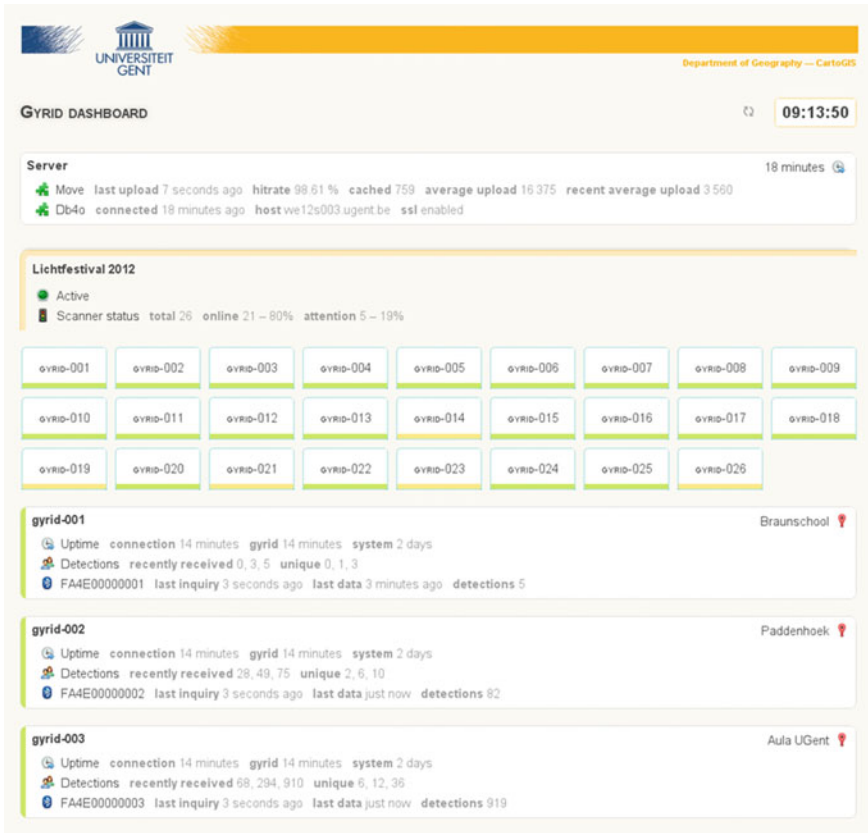 UNIVERSITEIT
GENT
Department of Geography — CartoGIS
GYRID DASHBOARD
09:13:50
Server
18 minutes
Move last upload 7 seconds ago hitrate 98.61 % cached 759 average upload 16 375 recent average upload 3 560
Db4o connected 18 minutes ago host we12s003.ugent.be ssl enabled
Lichtfestival 2012
Active
Scanner status total 26 online 21 – 80% attention 5 – 19%
GYRID-001 GYRID-002 GYRID-003 GYRID-004 GYRID-005 GYRID-006 GYRID-007 GYRID-008 GYRID-009
GYRID-010 GYRID-011 GYRID-012 GYRID-013 GYRID-014 GYRID-015 GYRID-016 GYRID-017 GYRID-018
GYRID-019 GYRID-020 GYRID-021 GYRID-022 GYRID-023 GYRID-024 GYRID-025 GYRID-026
gyrid-001 Braunschool
Uptime connection 14 minutes gyrid 14 minutes system 2 days
Detections recently received 0, 3, 5 unique 0, 1, 3
FA4E00000001 last inquiry 3 seconds ago last data 3 minutes ago detections 5
gyrid-002 Paddenhoek
Uptime connection 14 minutes gyrid 14 minutes system 2 days
Detections recently received 28, 49, 75 unique 2, 6, 10
FA4E00000002 last inquiry 3 seconds ago last data just now detections 82
gyrid-003 Aula UGent
Uptime connection 14 minutes gyrid 14 minutes system 2 days
Detections recently received 68, 294, 910 unique 6, 12, 36
FA4E00000003 last inquiry 3 seconds ago last data just now detections 919